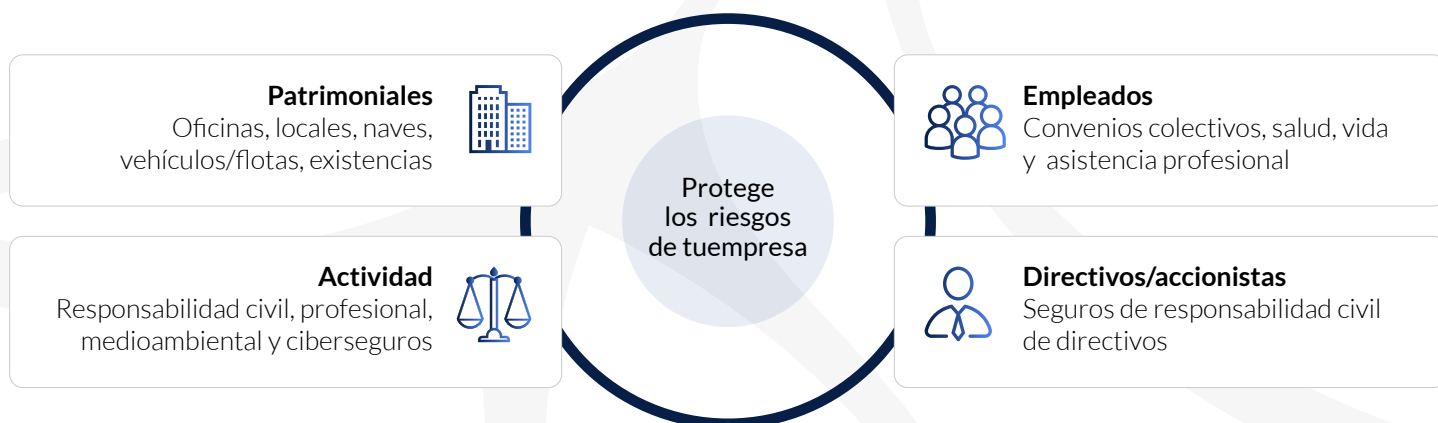 Patrimoniales
Oficinas, locales, naves,
vehículos/flotas, existencias
Actividad
Responsabilidad civil, profesional,
medioambiental y ciberseguros
Protege
los riesgos
de tuempresa
Empleados
Convenios colectivos, salud, vida
y asistencia profesional
Directivos/accionistas
Seguros de responsabilidad civil
de directivos